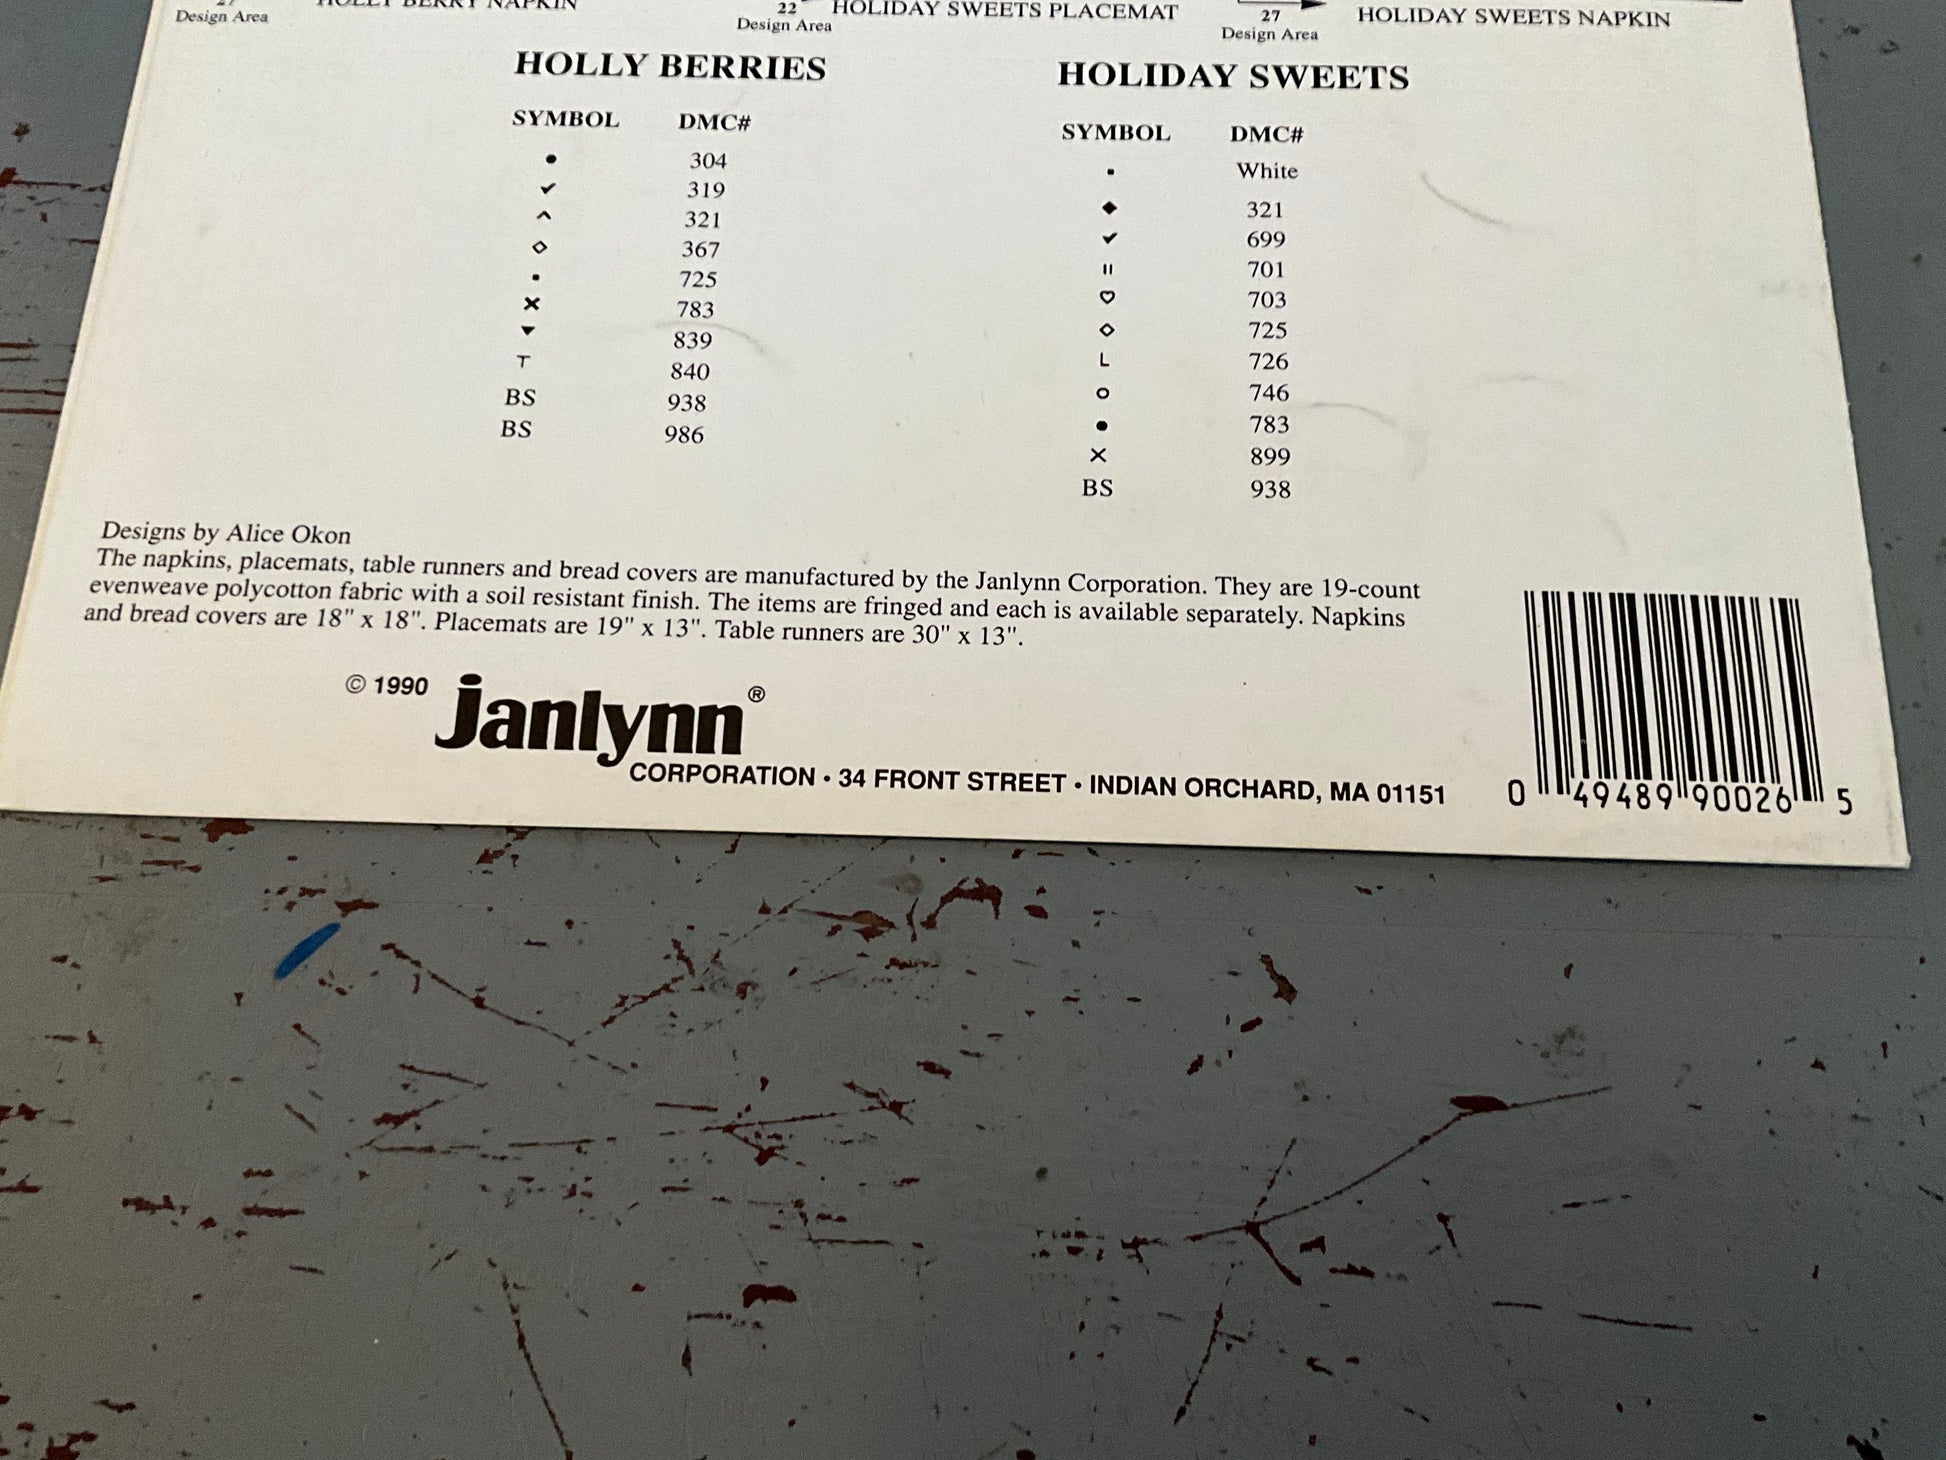 Design Area
HOLLY BERRY NAPKIN
22
Design Area
HOLIDAY SWEETS PLACEMAT
27
Design Area
HOLIDAY SWEETS NAPKIN
HOLLY BERRIES
SYMBOL DMC#
• 304
✔ 319
^ 321
◇ 367
▪ 725
✕ 783
▼ 839
T 840
BS 938
BS 986
HOLIDAY SWEETS
SYMBOL DMC#
▪ White
◆ 321
✔ 699
II 701
♡ 703
◇ 725
L 726
○ 746
● 783
✕ 899
BS 938
Designs by Alice Okon
The napkins, placemats, table runners and bread covers are manufactured by the Janlynn Corporation. They are 19-count
evenweave polycotton fabric with a soil resistant finish. The items are fringed and each is available separately. Napkins
and bread covers are 18" x 18". Placemats are 19" x 13". Table runners are 30" x 13".
© 1990 janlynn®
CORPORATION • 34 FRONT STREET • INDIAN ORCHARD, MA 01151
0 49489 90026 5